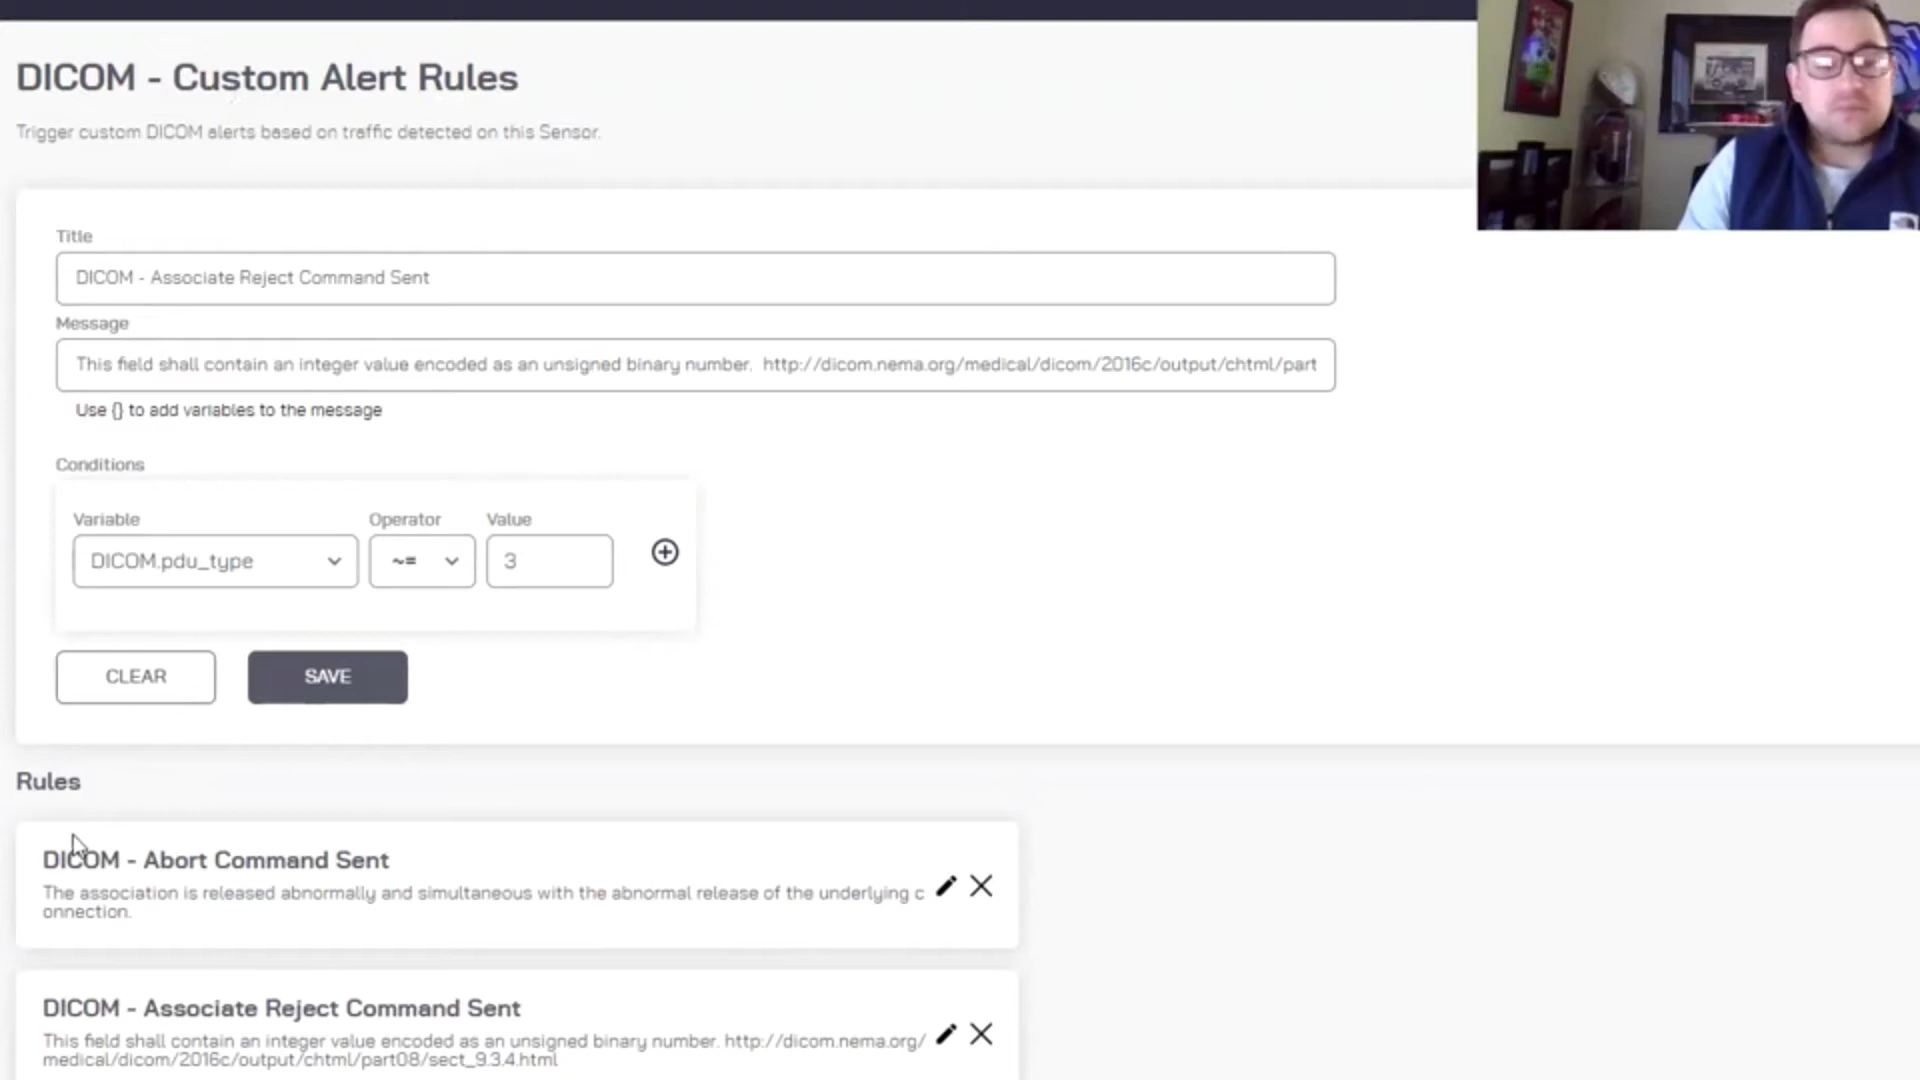 DICOM - Custom Alert Rules
Trigger custom DICOM alerts based on traffic detected on this Sensor.
Title
DICOM - Associate Reject Command Sent
Message
This field shall contain an integer value encoded as an unsigned binary number. http://dicom.nema.org/medical/dicom/2016c/output/chtml/part
Use {} to add variables to the message
Conditions
Variable Operator Value
DICOM.pdu_type ~= 3
CLEAR SAVE
Rules
DICOM - Abort Command Sent
The association is released abnormally and simultaneous with the abnormal release of the underlying c
onnection.
DICOM - Associate Reject Command Sent
This field shall contain an integer value encoded as an unsigned binary number. http://dicom.nema.org/
medical/dicom/2016c/output/chtml/part08/sect_9.3.4.html